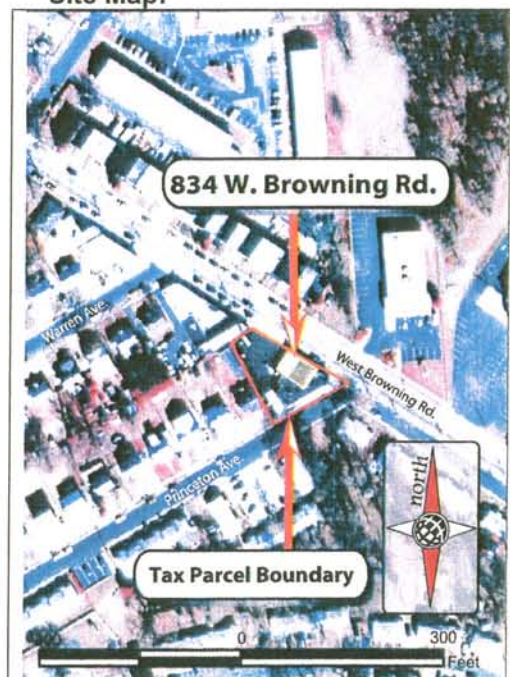 Site Map:
834 W. Browning Rd.
Warren Ave.
West Browning Rd.
Princeton Ave.
north
Tax Parcel Boundary
300 0 300
Feet